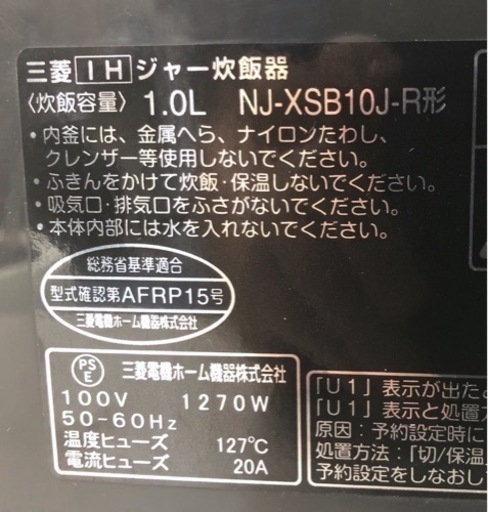 三菱 IH ジャー炊飯器
〈炊飯容量〉 1.0L NJ-XSB10J-R形
・内釜には、金属へら、ナイロンたわし、
クレンザー等使用しないでください。
・ふきんをかけて炊飯・保温しないでください。
・吸気口・排気口をふさがないでください。
・本体内部には水を入れないでください。
総務省基準適合
型式確認第AFRP15号
三菱電機ホーム機器株式会社
PS
E
三菱電機ホーム機器株式会社
100V 1270W
50-60Hz
温度ヒューズ 127℃
電流ヒューズ 20A
「U1」表示が出た
「U1」表示と処置方
原因：予約設定時に
処置方法：「切/保温
予約設定をしなおし